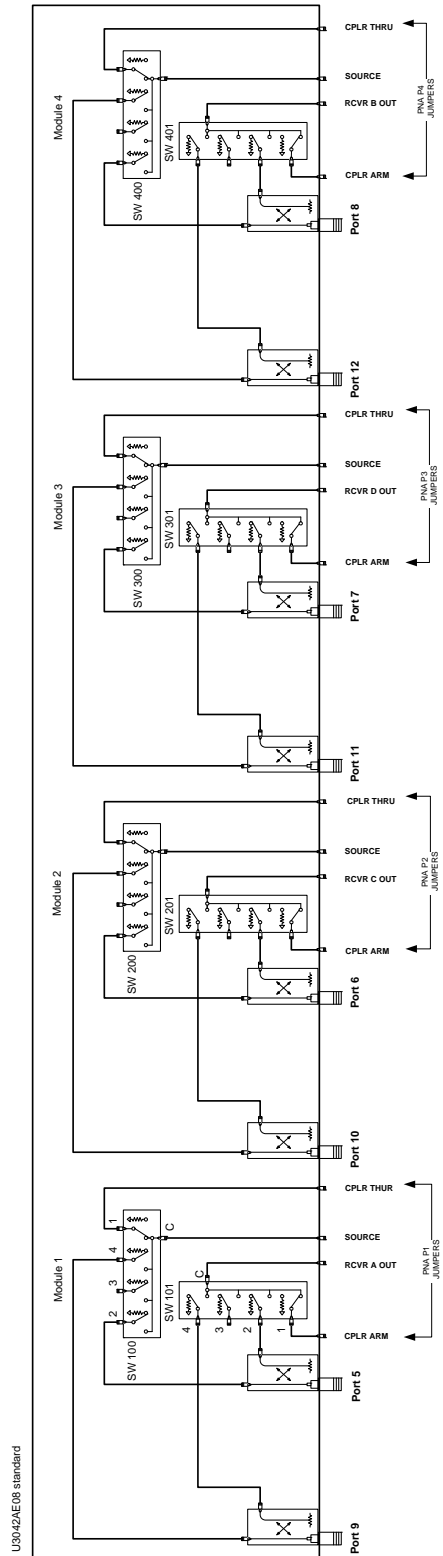 U3042AE08 standard
Module 1
2
3
4
1
SW 100
C
SW 101
C
4
3
2
1
Port 9
Port 5
CPLR ARM
RCVR A OUT
SOURCE
CPLR THUR
PNA P1
JUMPERS
Module 2
SW 200
SW 201
Port 10
Port 6
CPLR ARM
RCVR C OUT
SOURCE
CPLR THRU
PNA P2
JUMPERS
Module 3
SW 300
SW 301
Port 11
Port 7
CPLR ARM
RCVR D OUT
SOURCE
CPLR THRU
PNA P3
JUMPERS
Module 4
SW 400
SW 401
Port 12
Port 8
CPLR ARM
RCVR B OUT
SOURCE
CPLR THRU
PNA P4
JUMPERS